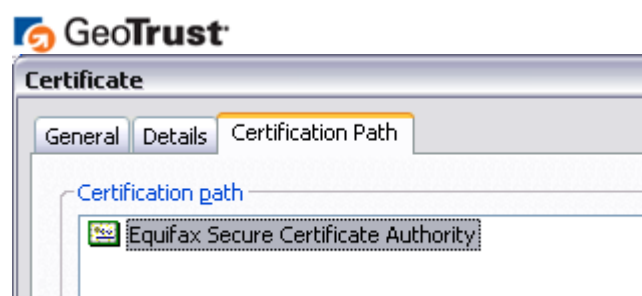 GeoTrust
Certificate
General Details Certification Path
Certification path
Equifax Secure Certificate Authority